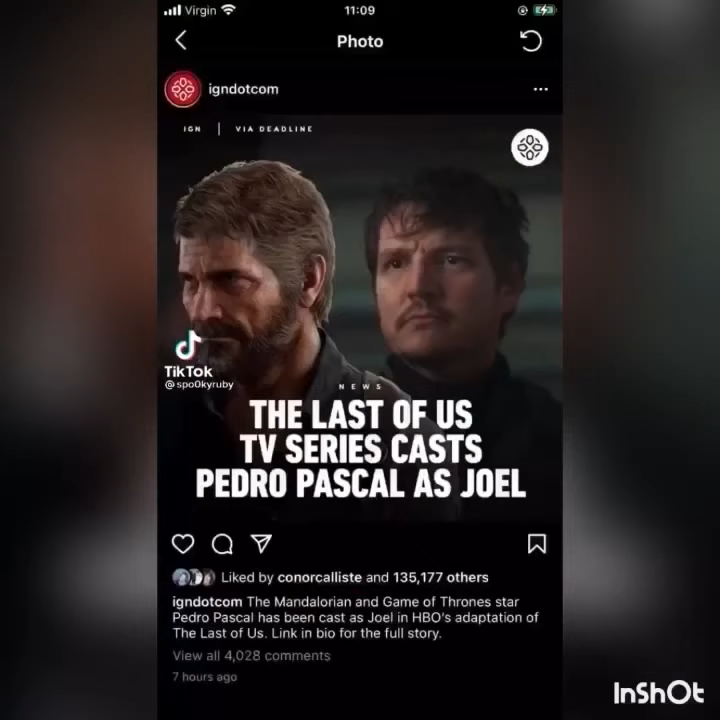 Virgin 11:09
Photo
igndotcom
IGN | VIA DEADLINE
TikTok
@spo0kyruby
NEWS
THE LAST OF US
TV SERIES CASTS
PEDRO PASCAL AS JOEL
Liked by conorcalliste and 135,177 others
igndotcom The Mandalorian and Game of Thrones star
Pedro Pascal has been cast as Joel in HBO's adaptation of
The Last of Us. Link in bio for the full story.
View all 4,028 comments
7 hours ago
InShOt